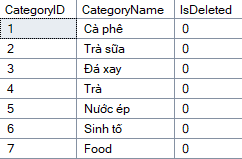 CategoryID CategoryName IsDeleted
1 Cà phê 0
2 Trà sữa 0
3 Đá xay 0
4 Trà 0
5 Nước ép 0
6 Sinh tố 0
7 Food 0